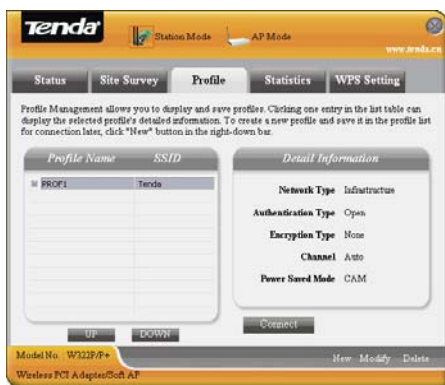 Tenda
Station Mode
AP Mode
www.tenda.cn
Status
Site Survey
Profile
Statistics
WPS Setting
Profile Management allows you to display and save profiles. Clicking one entry in the list table can
display the selected profile's detailed information. To create a new profile and save it in the profile list
for connection later, click "New" button in the right-down bar.
Profile Name SSID
PROF1 Tenda
UP
DOWN
Detail Information
Network Type Infrastructure
Authentication Type Open
Encryption Type None
Channel Auto
Power Saved Mode CAM
Connect
Model No. W322P/P+
Wireless PCI Adapter/Soft AP
New Modify Delete